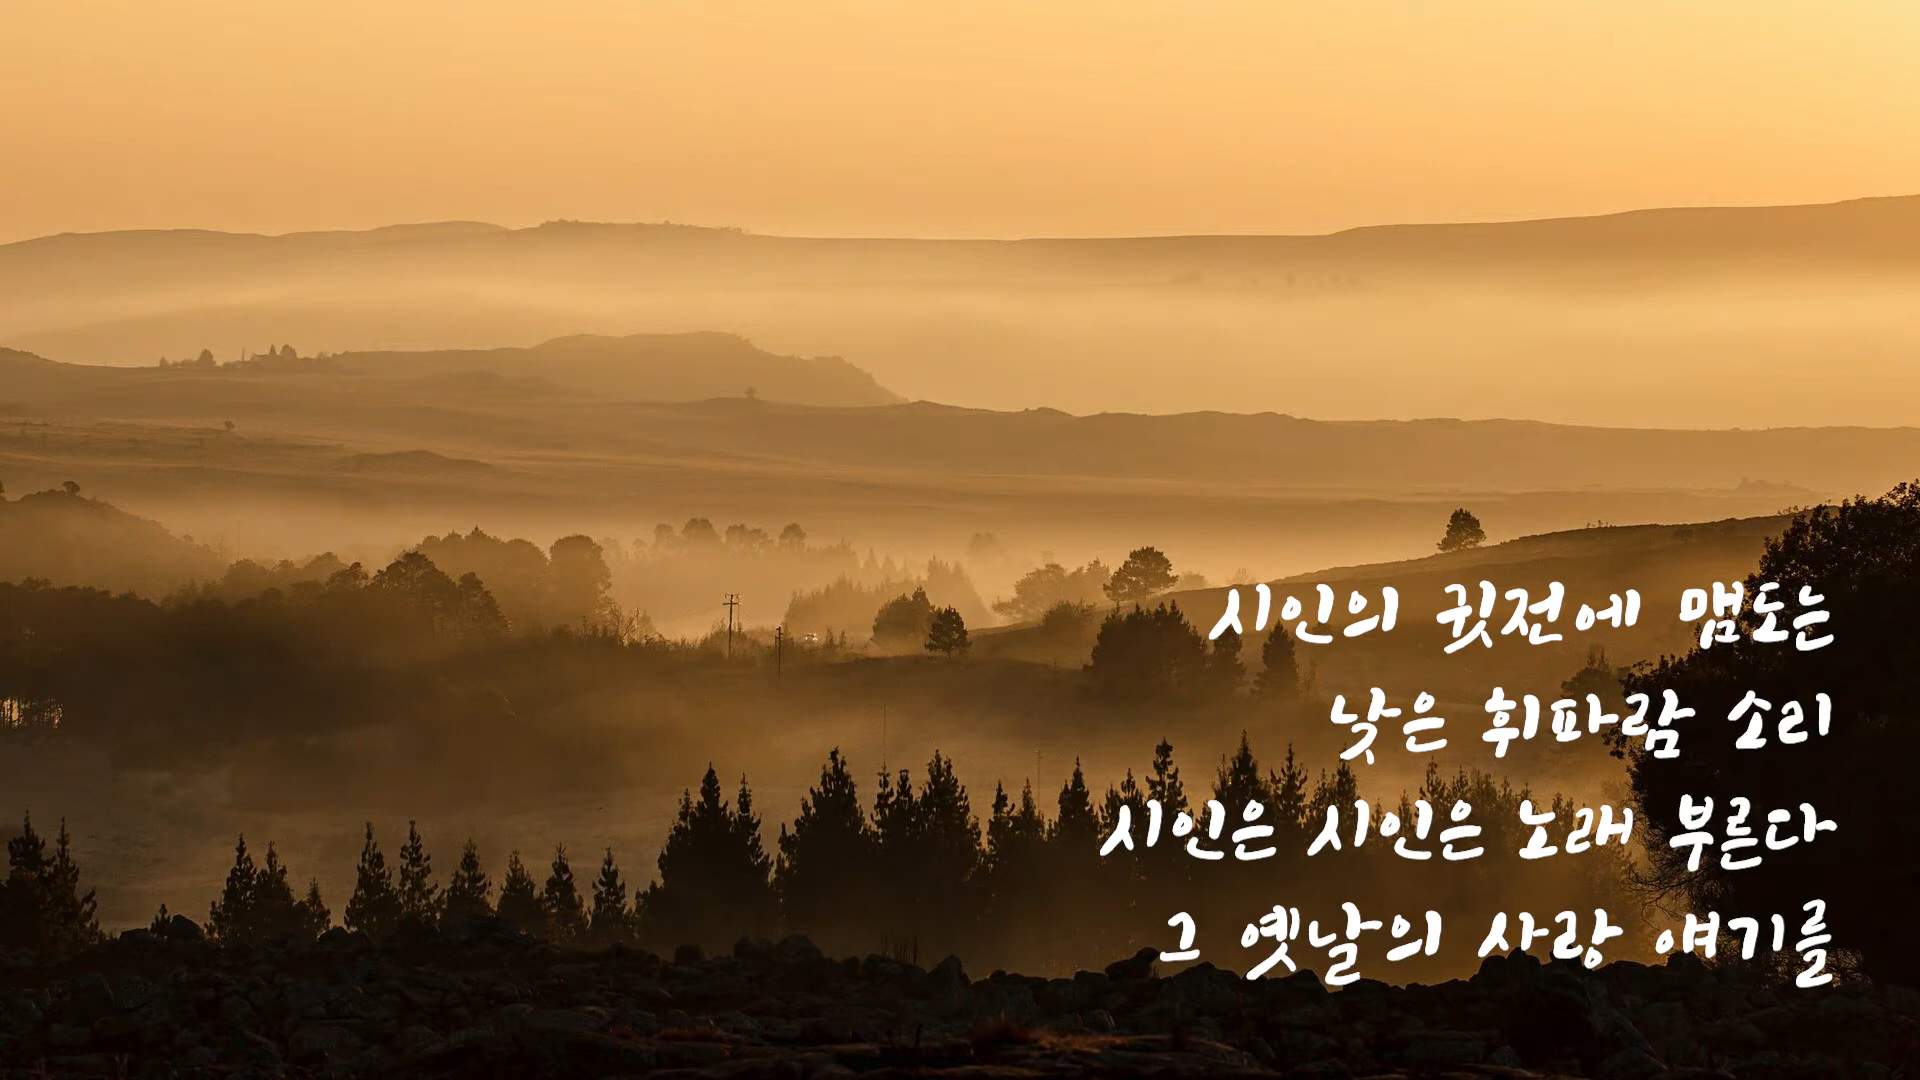 시인의 귓전에 맴도는
낮은 휘파람 소리
시인은 시인은 노래 부른다
그 옛날의 사랑 얘기를